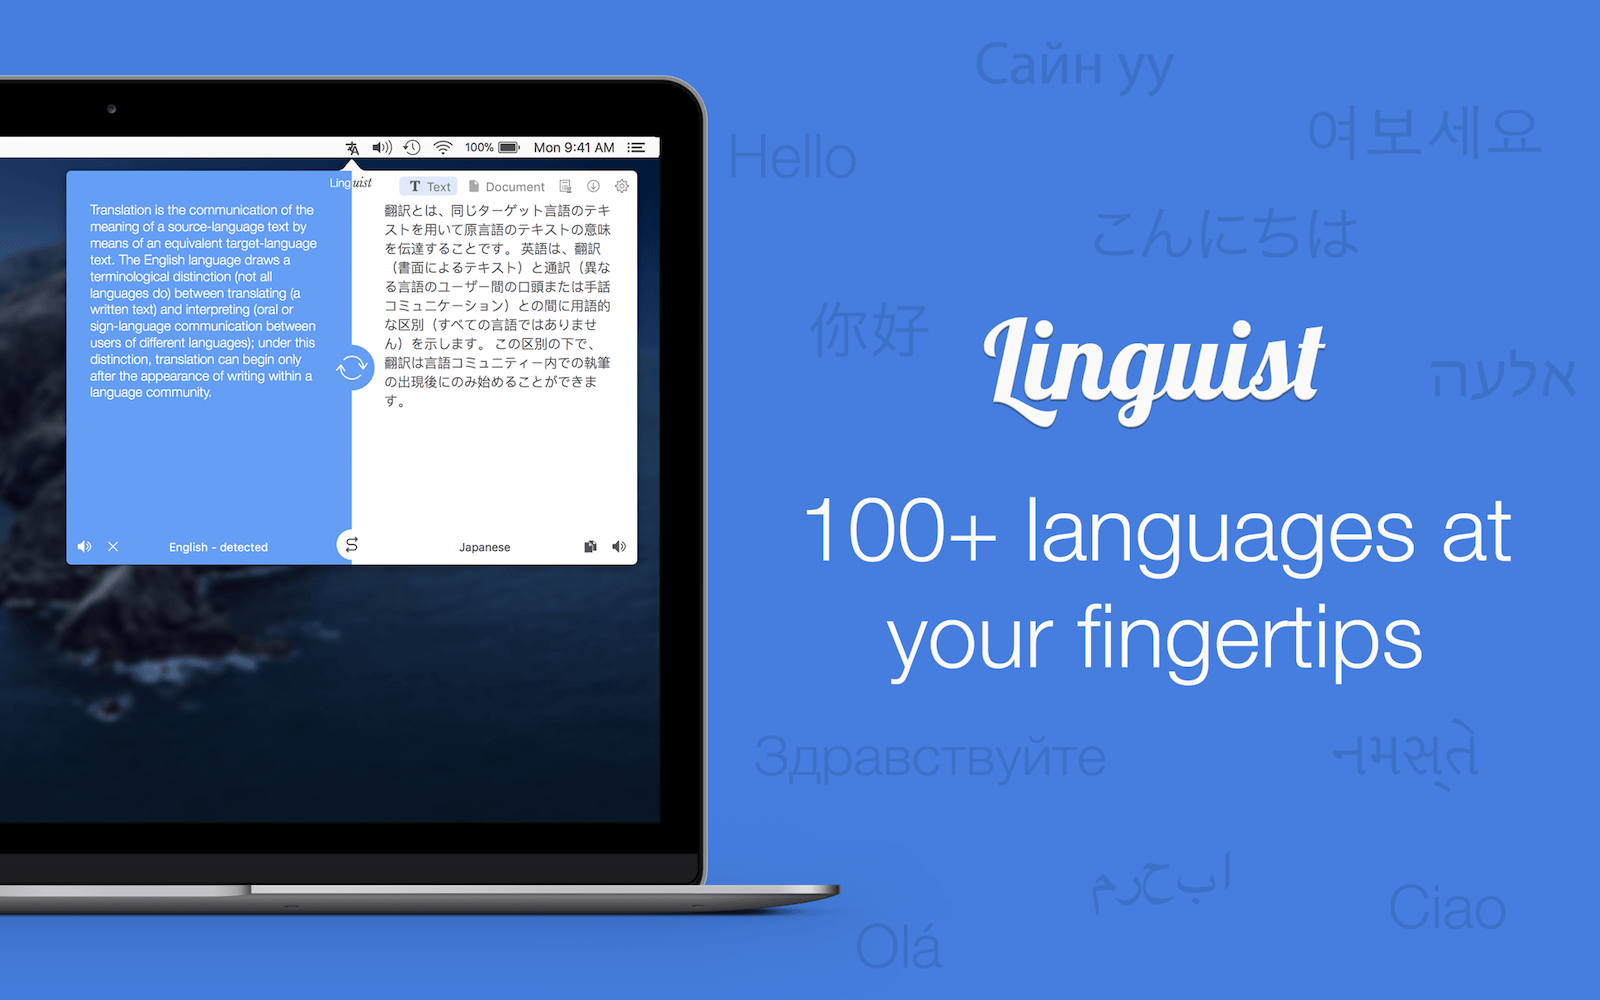 100% Mon 9:41 AM
Linguist
Text Document
Translation is the communication of the
meaning of a source-language text by
means of an equivalent target-language
text. The English language draws a
terminological distinction (not all
languages do) between translating (a
written text) and interpreting (oral or
sign-language communication between
users of different languages); under this
distinction, translation can begin only
after the appearance of writing within a
language community.
English - detected
翻訳とは、同じターゲット言語のテキ
ストを用いて原言語のテキストの意味
を伝達することです。 英語は、翻訳
（書面によるテキスト）と通訳（異な
る言語のユーザー間の口頭または手話
コミュニケーション）との間に用語的
な区別（すべての言語ではありませ
ん）を示します。 この区別の下で、
翻訳は言語コミュニティー内での執筆
の出現後にのみ始めることができま
す。
Japanese
Сайн уу
여보세요
Hello
こんにちは
你好
אלעה
Linguist
100+ languages at
your fingertips
Здравствуйте
નમસ્તે
ا ب ح ر م
Ciao
Olá